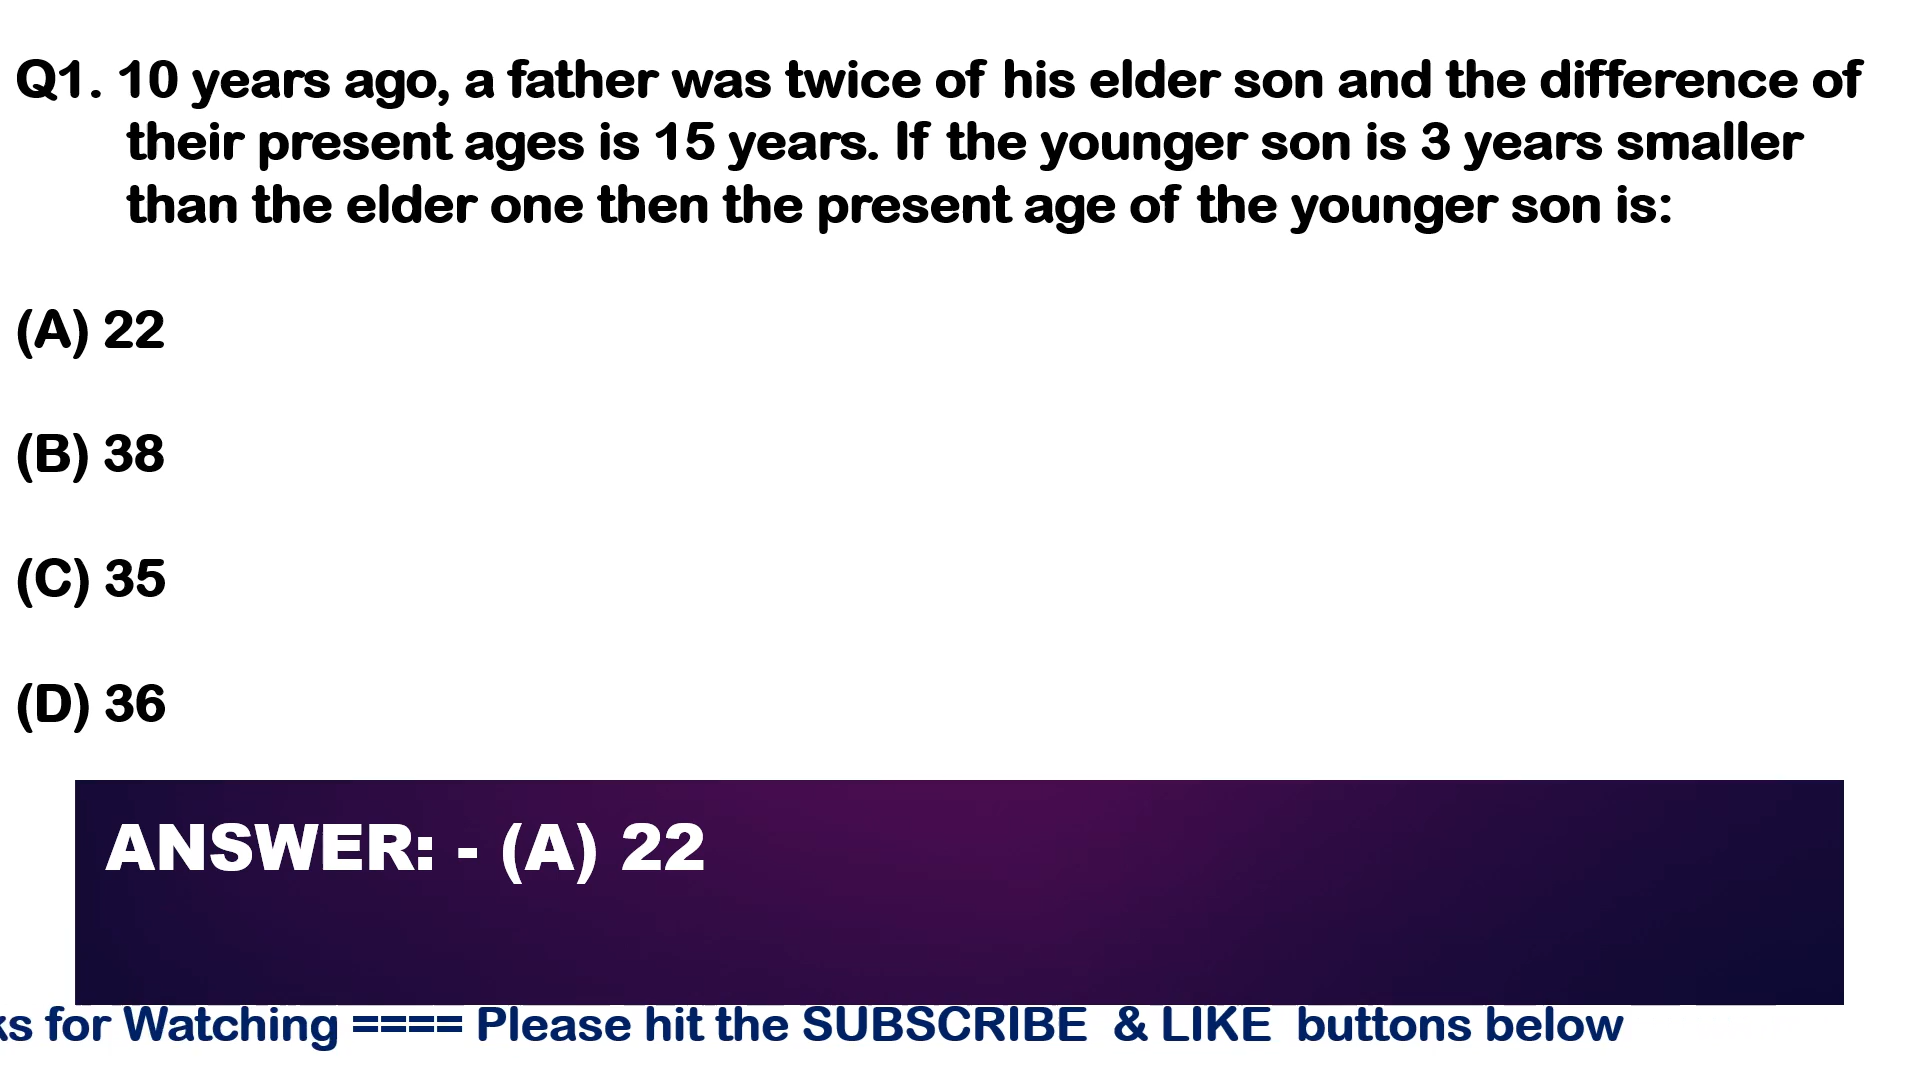 Q1. 10 years ago, a father was twice of his elder son and the difference of
their present ages is 15 years. If the younger son is 3 years smaller
than the elder one then the present age of the younger son is:
(A) 22
(B) 38
(C) 35
(D) 36
ANSWER: - (A) 22
for Watching ==== Please hit the SUBSCRIBE & LIKE buttons below